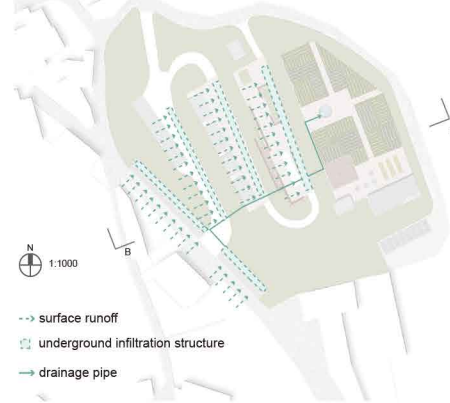 B
N
1:1000
surface runoff
underground infiltration structure
drainage pipe